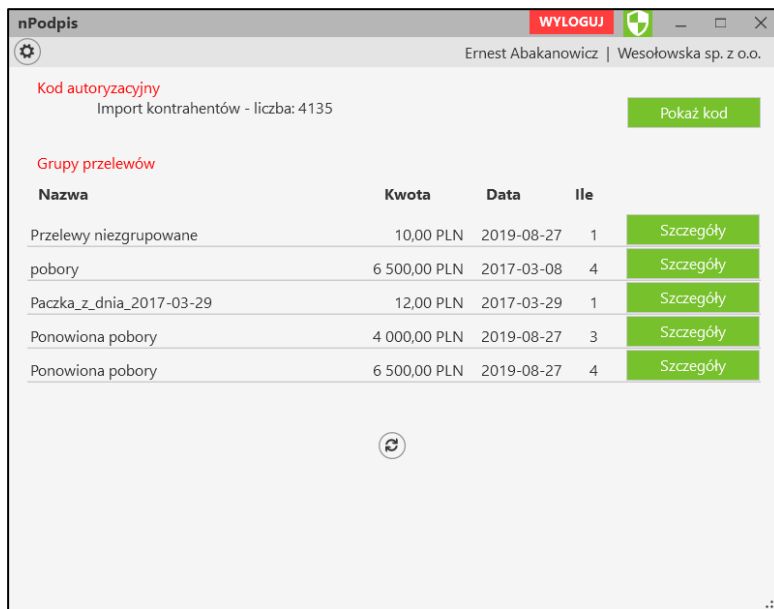 nPodpis WYLOGUJ
Ernest Abakanowicz | Wesołowska sp. z o.o.
Kod autoryzacyjny
Import kontrahentów - liczba: 4135 Pokaż kod
Grupy przelewów
Nazwa Kwota Data Ile
Przelewy niezgrupowane 10,00 PLN 2019-08-27 1 Szczegóły
pobory 6 500,00 PLN 2017-03-08 4 Szczegóły
Paczka_z_dnia_2017-03-29 12,00 PLN 2017-03-29 1 Szczegóły
Ponowiona pobory 4 000,00 PLN 2019-08-27 3 Szczegóły
Ponowiona pobory 6 500,00 PLN 2019-08-27 4 Szczegóły